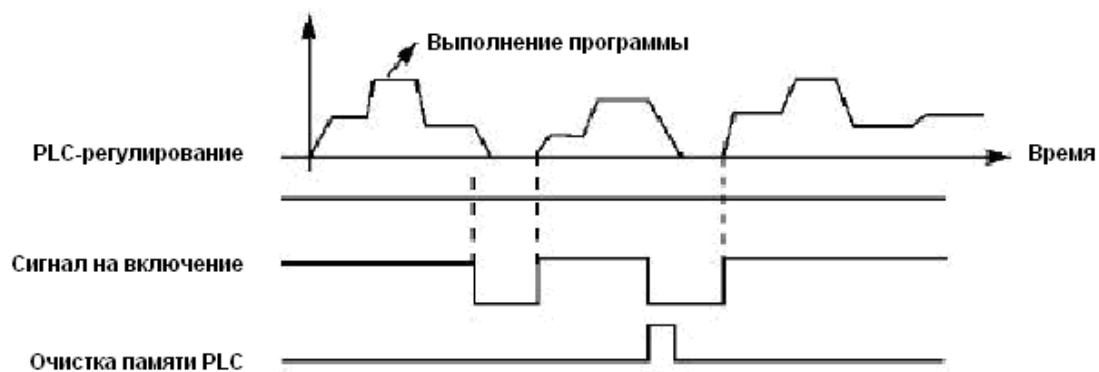 Выполнение программы
PLC-регулирование
Время
Сигнал на включение
Очистка памяти PLC